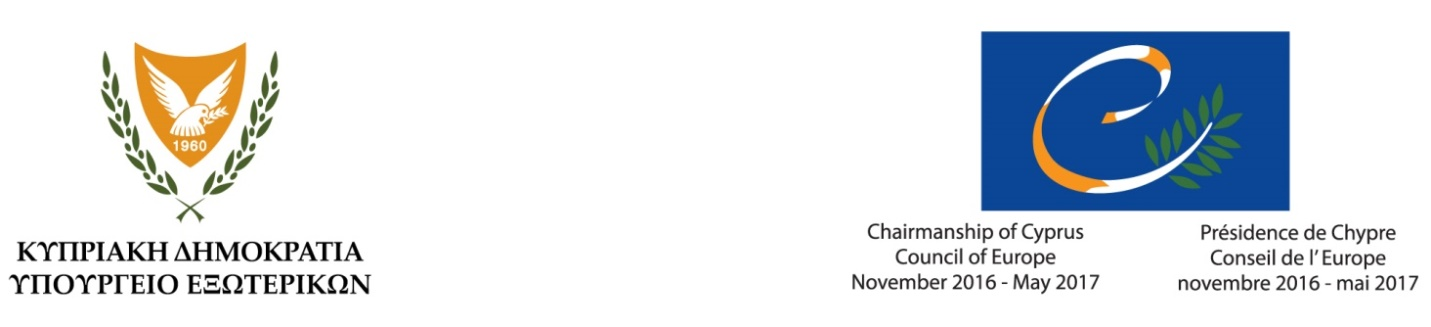 1960
ΚΥΠΡΙΑΚΗ ΔΗΜΟΚΡΑΤΙΑ
ΥΠΟΥΡΓΕΙΟ ΕΞΩΤΕΡΙΚΩΝ
Chairmanship of Cyprus
Council of Europe
November 2016 - May 2017
Présidence de Chypre
Conseil de l’ Europe
novembre 2016 - mai 2017